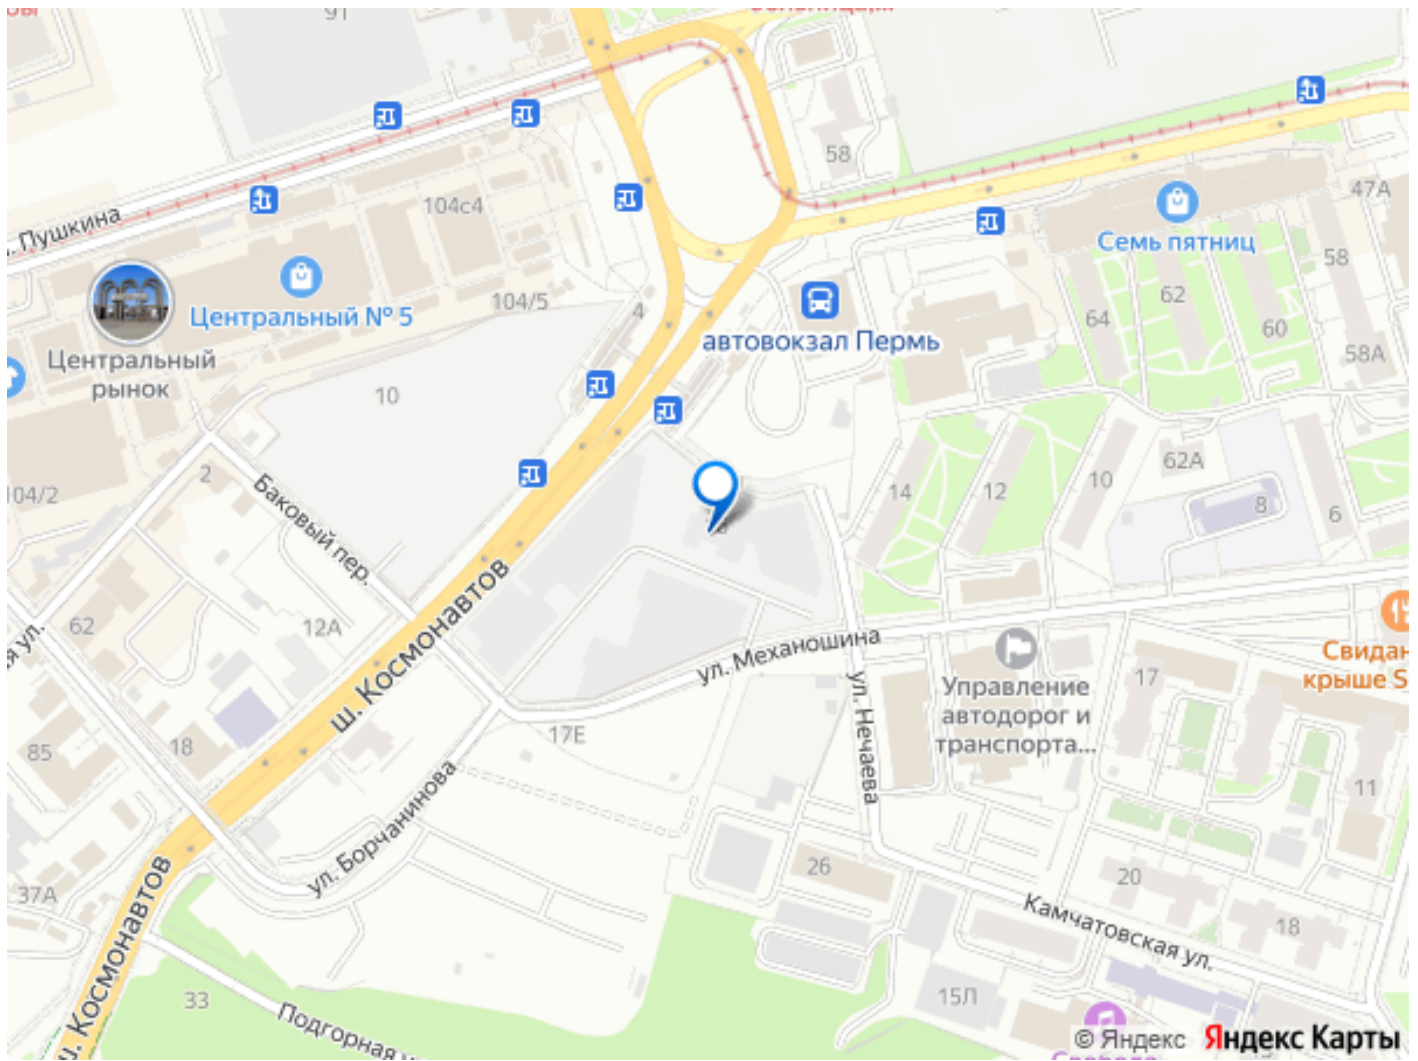 91
58
47А
104с4
л. Пушкина
Семь пятниц
58
104/5
4
62
64
60
Центральный № 5
автовокзал Пермь
58А
Центральный
рынок
10
62А
2
104/2
14
12
10
8
6
Баковый пер.
ш. Космонавтов
62
12А
ул. Механошина
ул. Нечаева
Управление
автодорог и
транспорта...
17
Свидан
крыше S
17Е
18
85
11
ул. Борчанинова
26
20
37А
18
Камчатовская ул.
ш. Космонавтов
33
15Л
Подгорная
© Яндекс Яндекс Карты